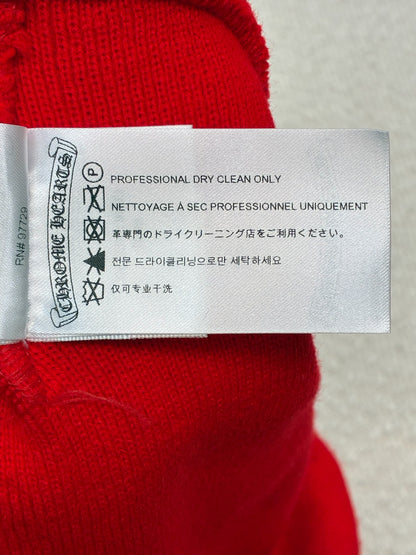 CHROME HEARTS
RN# 97729
P
PROFESSIONAL DRY CLEAN ONLY
NETTOYAGE À SEC PROFESSIONNEL UNIQUEMENT
革専門のドライクリーニング店をご利用ください。
전문 드라이클리닝으로만 세탁하세요
仅可专业干洗